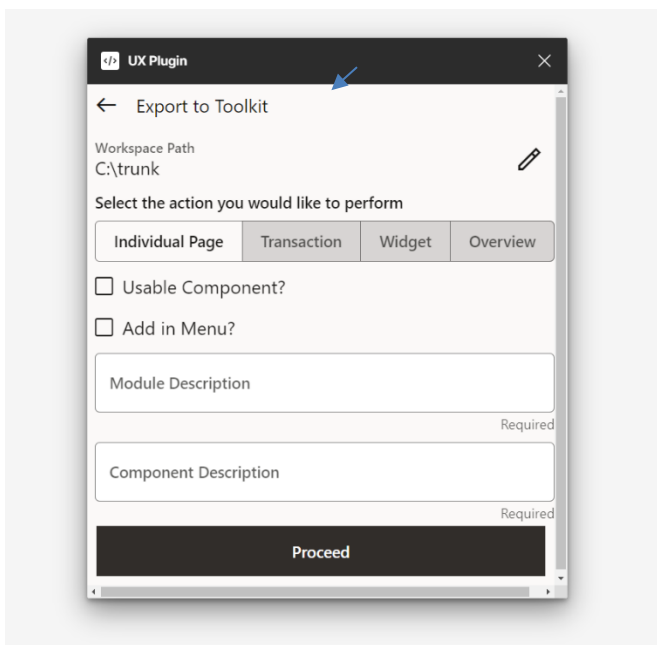 UX Plugin
Export to Toolkit
Workspace Path
C:\trunk
Select the action you would like to perform
Individual Page Transaction Widget Overview
Usable Component?
Add in Menu?
Module Description
Required
Component Description
Required
Proceed